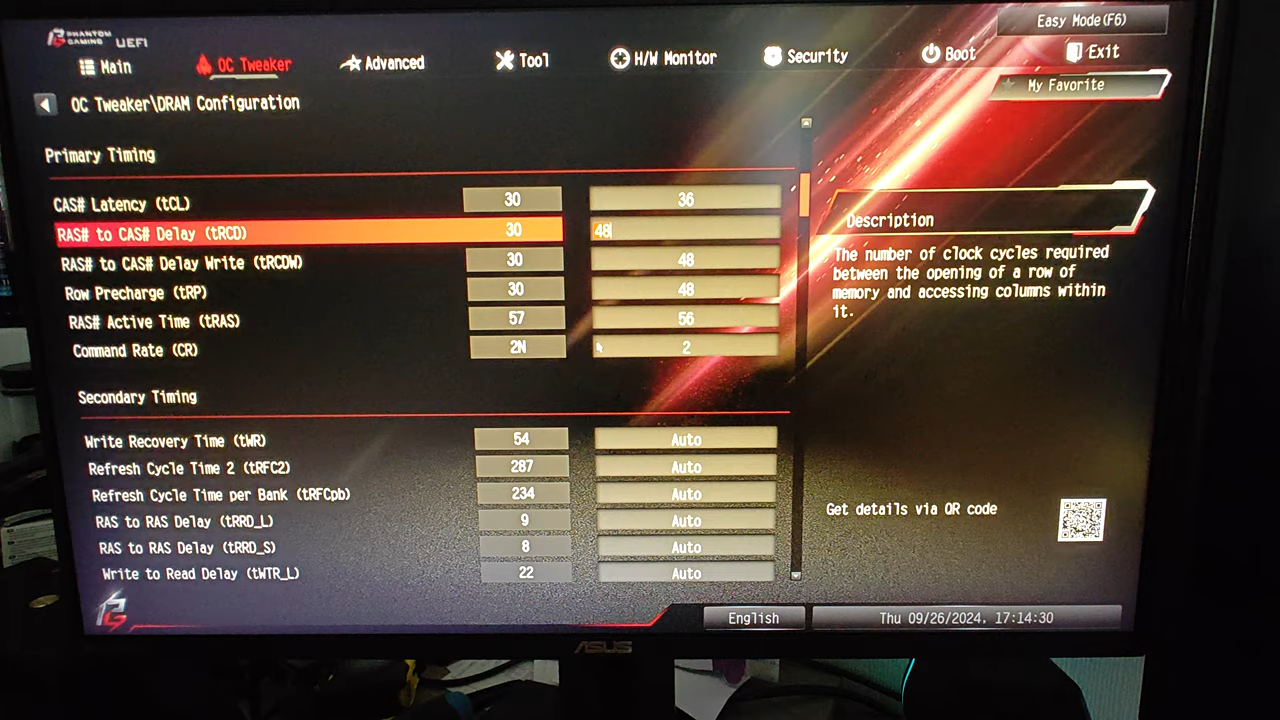 PHANTOM GAMING UEFI
Easy Mode(F6)
Main OC Tweaker Advanced Tool H/W Monitor Security Boot Exit
My Favorite
OC Tweaker\DRAM Configuration
Primary Timing
CAS# Latency (tCL) 30 36
RAS# to CAS# Delay (tRCD) 30 48
RAS# to CAS# Delay Write (tRCDW) 30 48
Row Precharge (tRP) 30 48
RAS# Active Time (tRAS) 57 56
Command Rate (CR) 2N 2
Secondary Timing
Write Recovery Time (tWR) 54 Auto
Refresh Cycle Time 2 (tRFC2) 287 Auto
Refresh Cycle Time per Bank (tRFCpb) 234 Auto
RAS to RAS Delay (tRRD_L) 9 Auto
RAS to RAS Delay (tRRD_S) 8 Auto
Write to Read Delay (tWTR_L) 22 Auto
Description
The number of clock cycles required
between the opening of a row of
memory and accessing columns within
it.
Get details via QR code
English Thu 09/26/2024, 17:14:30
ASUS